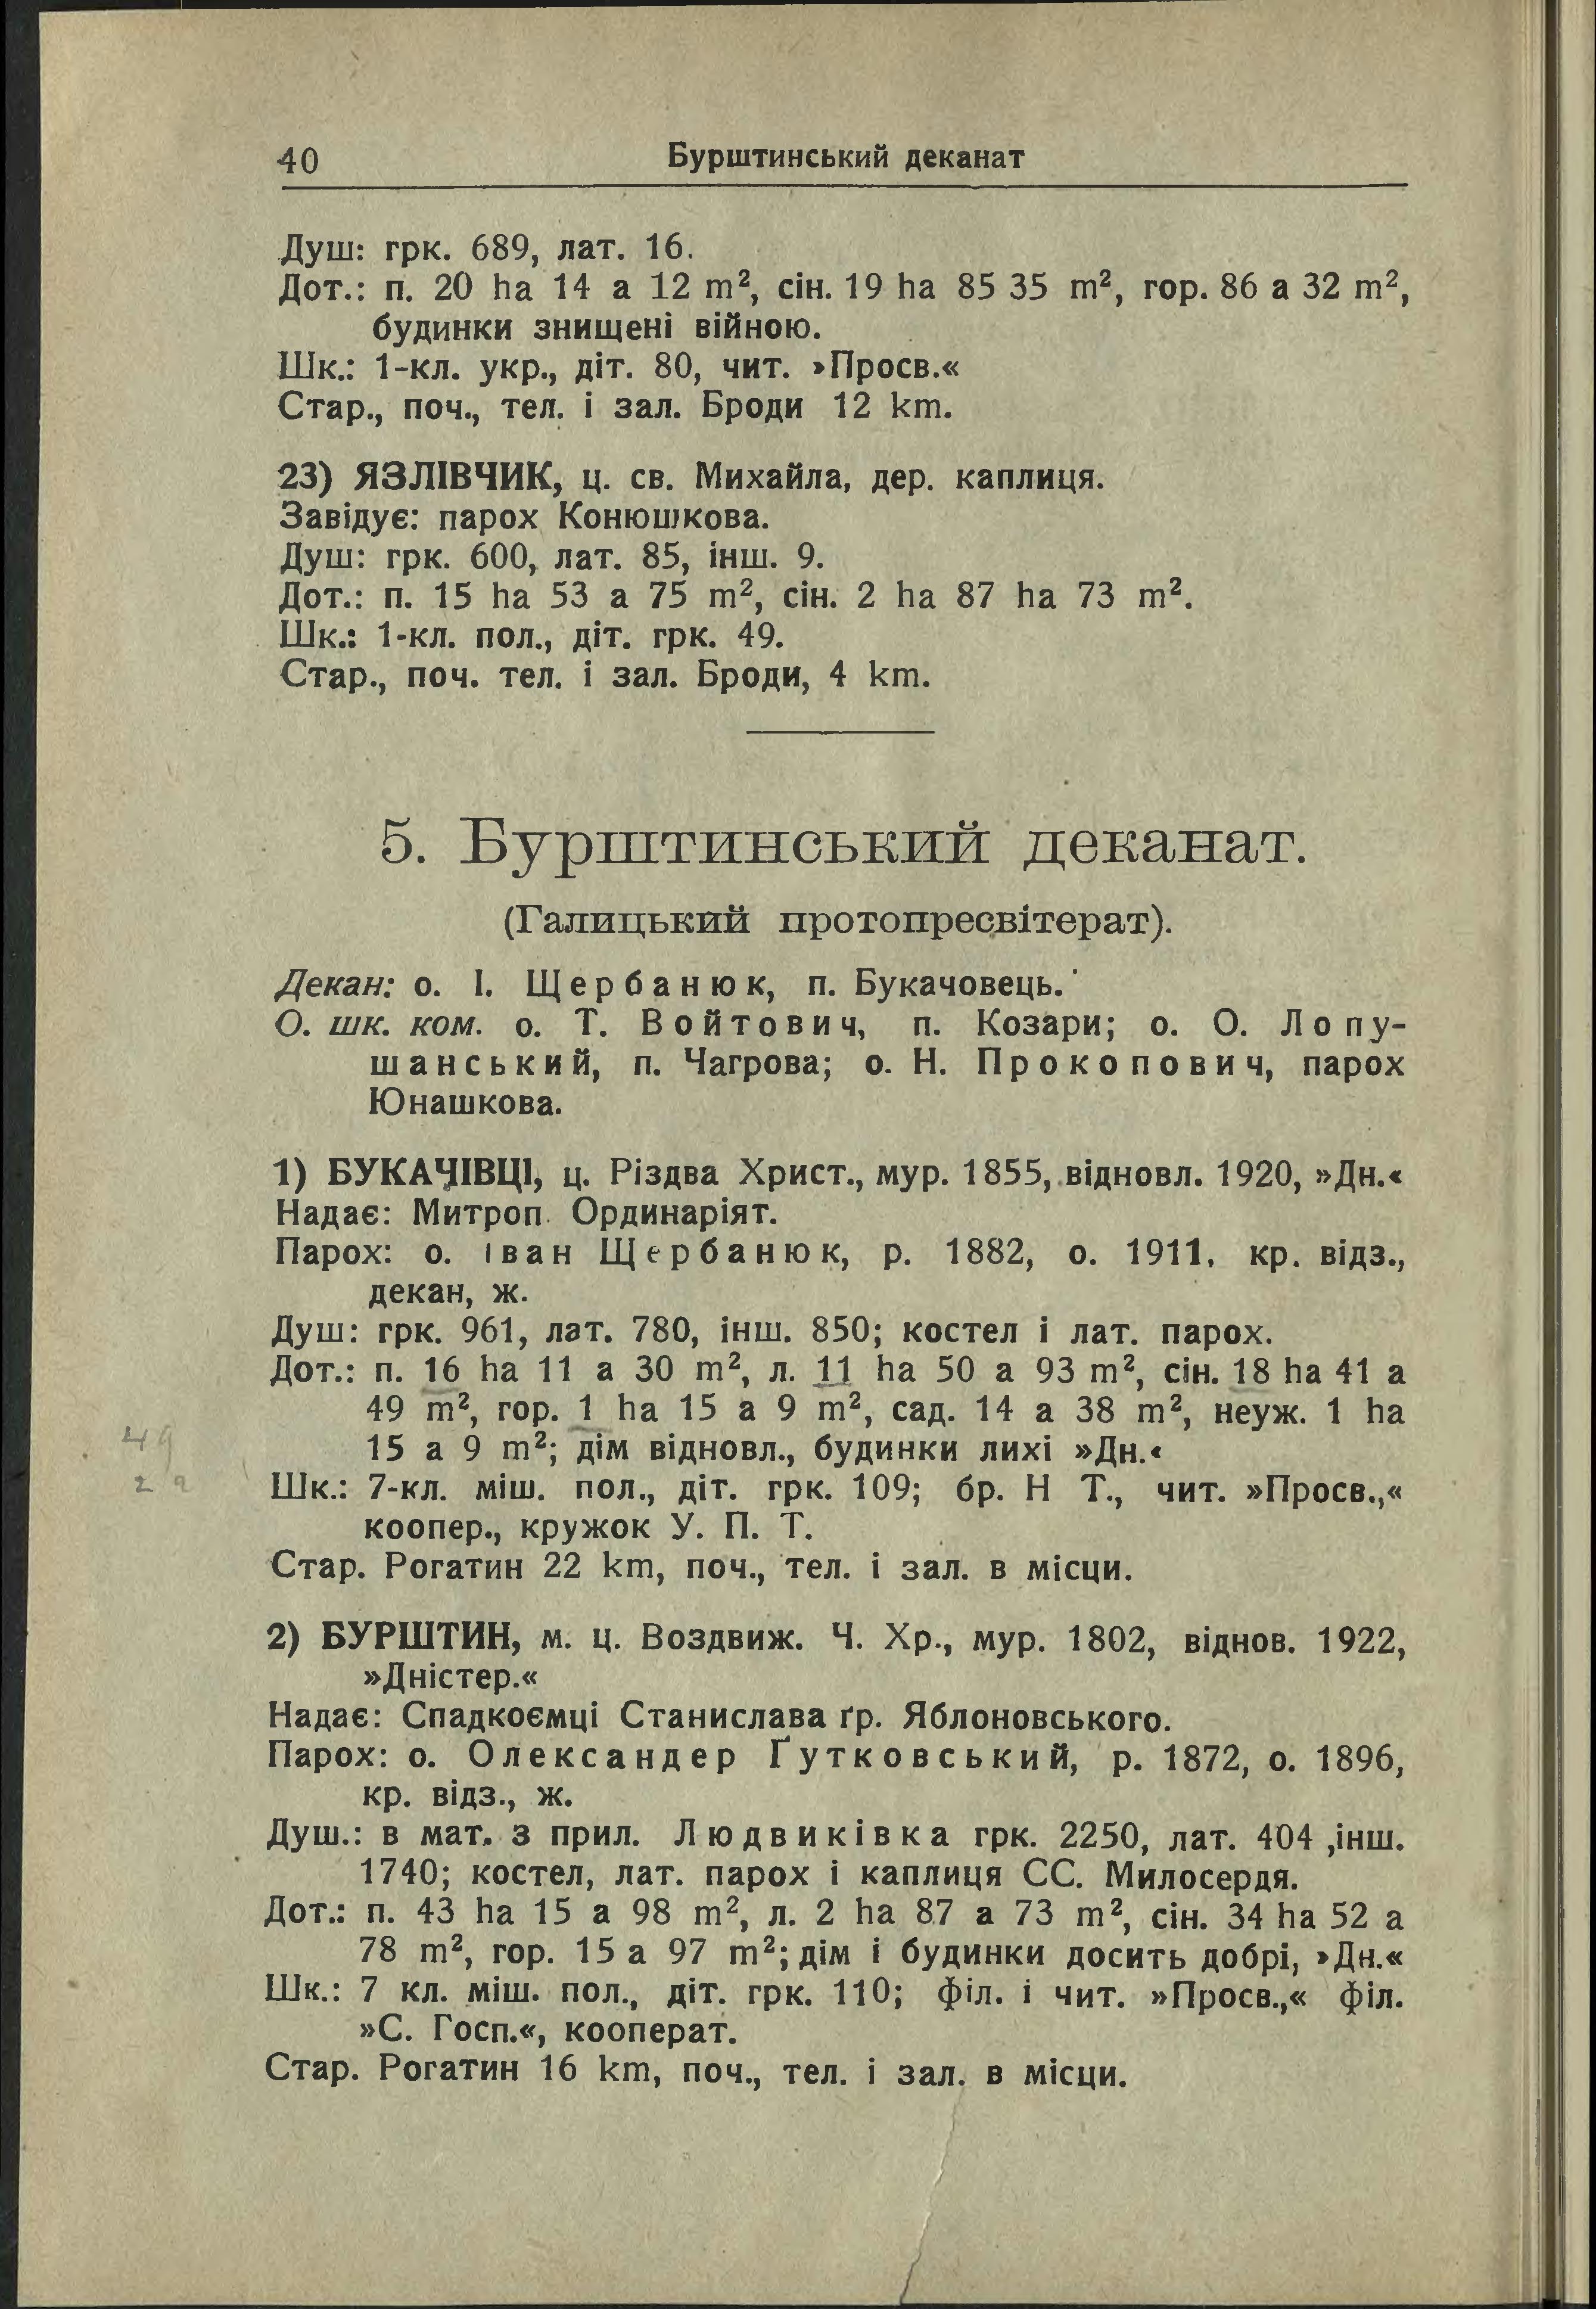 40
Бурштинський деканат
Душ: грк. 689, лат. 16.
Дот.: п. 20 ha 14 a 12 m², сін. 19 ha 85 35 m², гор. 86 а 32 m²,
будинки знищені війною.
Шк.: 1-кл. укр., діт. 80, чит. »Просв.«
Стар., поч., тел. і зал. Броди 12 km.
23) ЯЗЛІВЧИК, ц. св. Михайла, дер. каплиця.
Завідує: парох Конюшкова.
Душ: грк. 600, лат. 85, інш. 9.
Дот.: п. 15 ha 53 a 75 m², сін. 2 ha 87 ha 73 m².
Шк.: 1-кл. пол., діт. грк. 49.
Стар., поч. тел. і зал. Броди, 4 km.
5. Бурштинський деканат.
(Галицький протопресвітерат).
Декан: о. І. Щербанюк, п. Букачовець.
О. шк. ком. о. Т. Войтович, п. Козари; о. О. Лопу-
шанський, п. Чагрова; о. Н. Прокопович, парох
Юнашкова.
1) БУКАЧІВЦІ, ц. Різдва Христ., мур. 1855, відновл. 1920, »Дн.«
Надає: Митроп. Ординаріят.
Парох: о. Іван Щербанюк, р. 1882, о. 1911, кр. відз.,
декан, ж.
Душ: грк. 961, лат. 780, інш. 850; костел і лат. парох.
Дот.: п. 16 ha 11 a 30 m², л. 11 ha 50 a 93 m², сін. 18 ha 41 a
49 m², гор. 1 ha 15 a 9 m², сад. 14 a 38 m², неуж. 1 ha
15 a 9 m²; дім відновл., будинки лихі »Дн.«
49
2 9
Шк.: 7-кл. міш. пол., діт. грк. 109; бр. Н Т., чит. »Просв.,«
коопер., кружок У. П. Т.
Стар. Рогатин 22 km, поч., тел. і зал. в місци.
2) БУРШТИН, м. ц. Воздвиж. Ч. Хр., мур. 1802, віднов. 1922,
»Дністер.«
Надає: Спадкоємці Станислава ґр. Яблоновського.
Парох: о. Олександер Ґутковський, р. 1872, о. 1896,
кр. відз., ж.
Душ.: в мат. з прил. Людвиківка грк. 2250, лат. 404 ,інш.
1740; костел, лат. парох і каплиця СС. Милосердя.
Дот.: п. 43 ha 15 a 98 m², л. 2 ha 87 a 73 m², сін. 34 ha 52 a
78 m², гор. 15 a 97 m²; дім і будинки досить добрі, »Дн.«
Шк.: 7 кл. міш. пол., діт. грк. 110; філ. і чит. »Просв.,« філ.
»С. Госп.«, кооперат.
Стар. Рогатин 16 km, поч., тел. і зал. в місци.